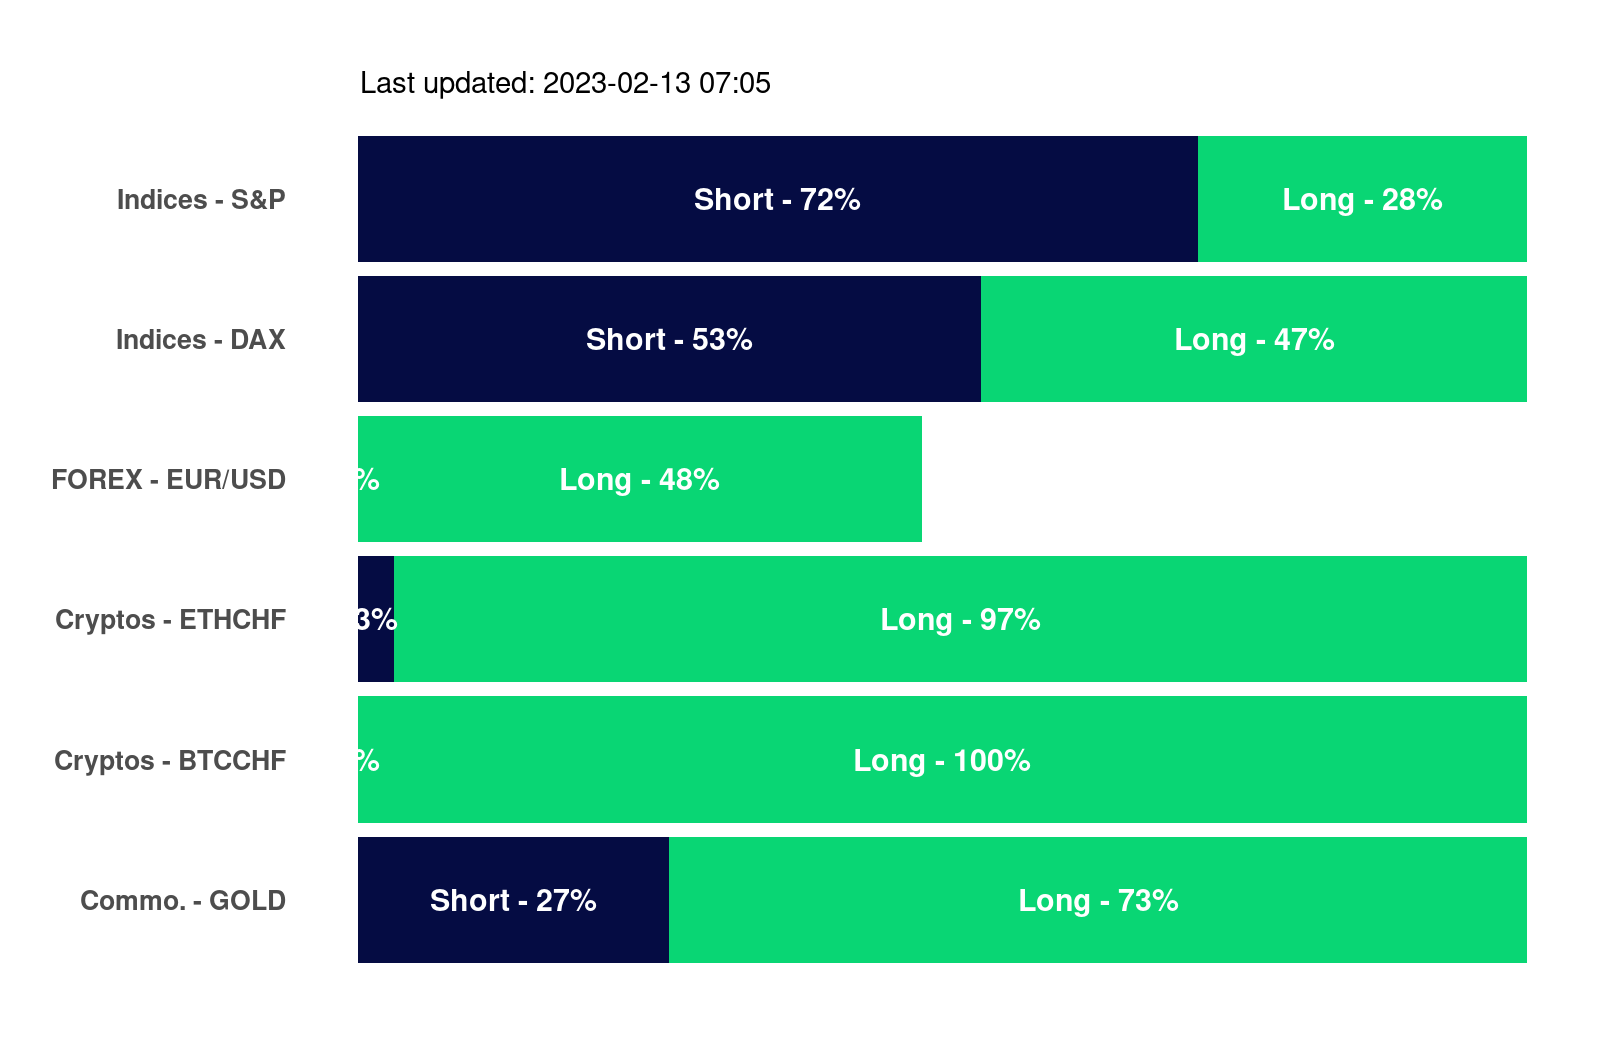 Last updated: 2023-02-13 07:05
Indices - S&P Short - 72% Long - 28%
Indices - DAX Short - 53% Long - 47%
FOREX - EUR/USD % Long - 48%
Cryptos - ETHCHF 3% Long - 97%
Cryptos - BTCCHF % Long - 100%
Commo. - GOLD Short - 27% Long - 73%